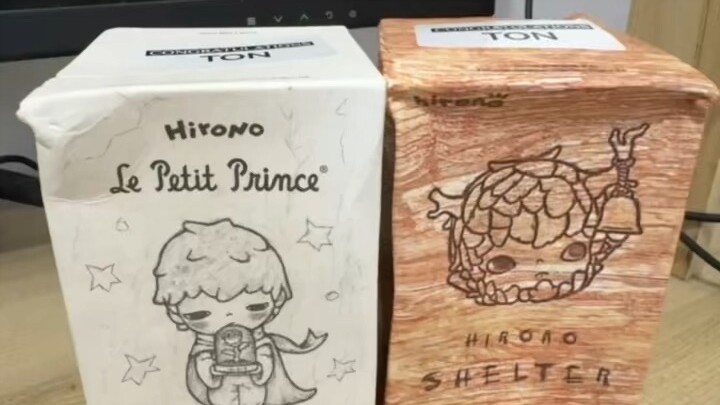 CONGRATULATIONS
TON
Hirono
Le Petit Prince®
CONGRATULATIONS
TON
hirono
HIRONO
SHELTER